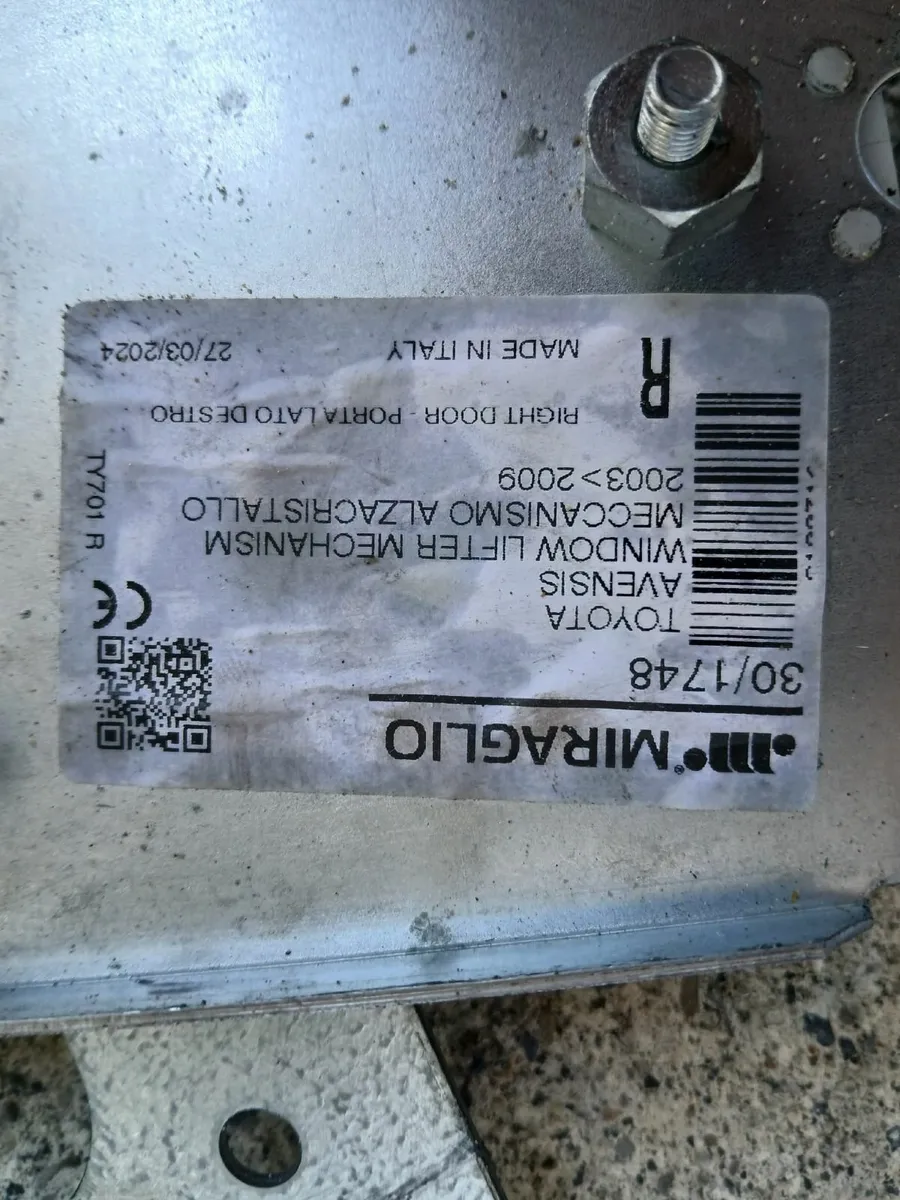 MIRAGLIO®
30/1748
TOYOTA
AVENSIS
WINDOW LIFTER MECHANISM
MECCANISMO ALZACRISTALLO
2003>2009
RIGHT DOOR - PORTA LATO DESTRO
R
MADE IN ITALY
27/03/2024
CE
TY701 R